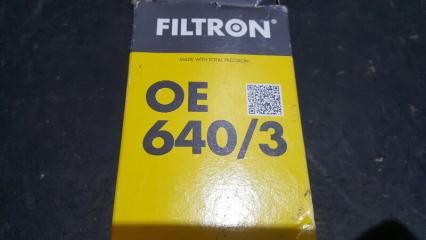 FILTRON®
MADE WITH TOTAL PRECISION
OE
640/3